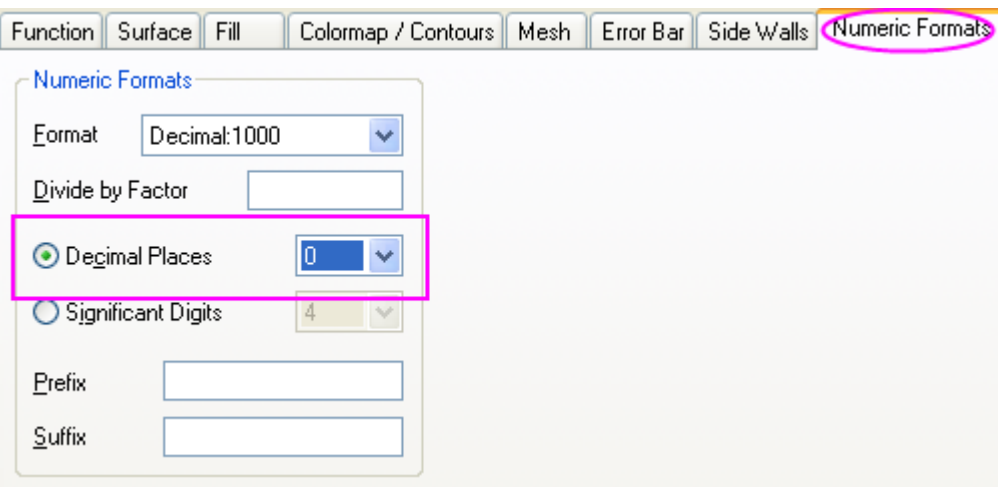 Function Surface Fill Colormap / Contours Mesh Error Bar Side Walls Numeric Formats
Numeric Formats
Format Decimal:1000
Divide by Factor
Decimal Places 0
Significant Digits 4
Prefix
Suffix